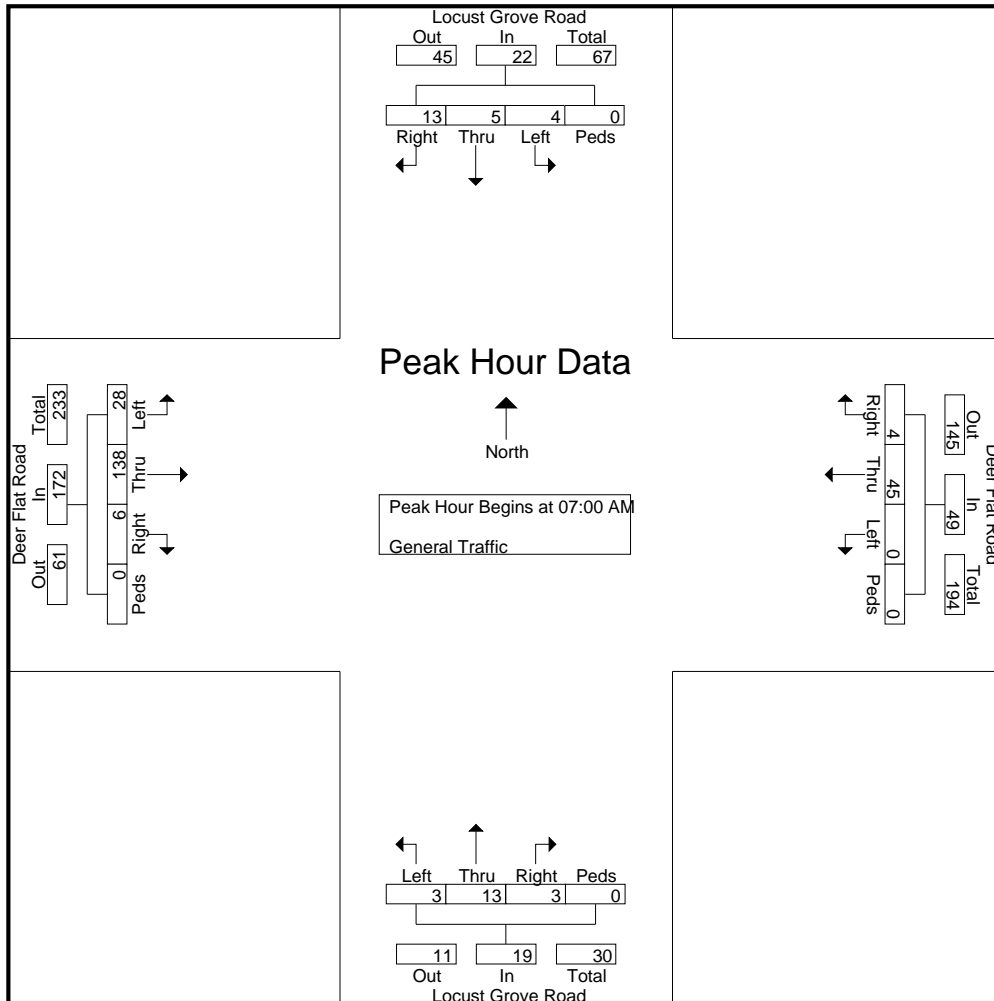 Locust Grove Road
Out In Total
45 22 67
13 5 4 0
Right Thru Left Peds
Peak Hour Data
North
Peak Hour Begins at 07:00 AM
General Traffic
Deer Flat Road
Total In Out
233 172 61
28 138 6 0
Left Thru Right Peds
Right Thru Left Peds
4 45 0 0
Out In Total
145 49 194
Deer Flat Road
Left Thru Right Peds
3 13 3 0
11 19 30
Out In Total
Locust Grove Road